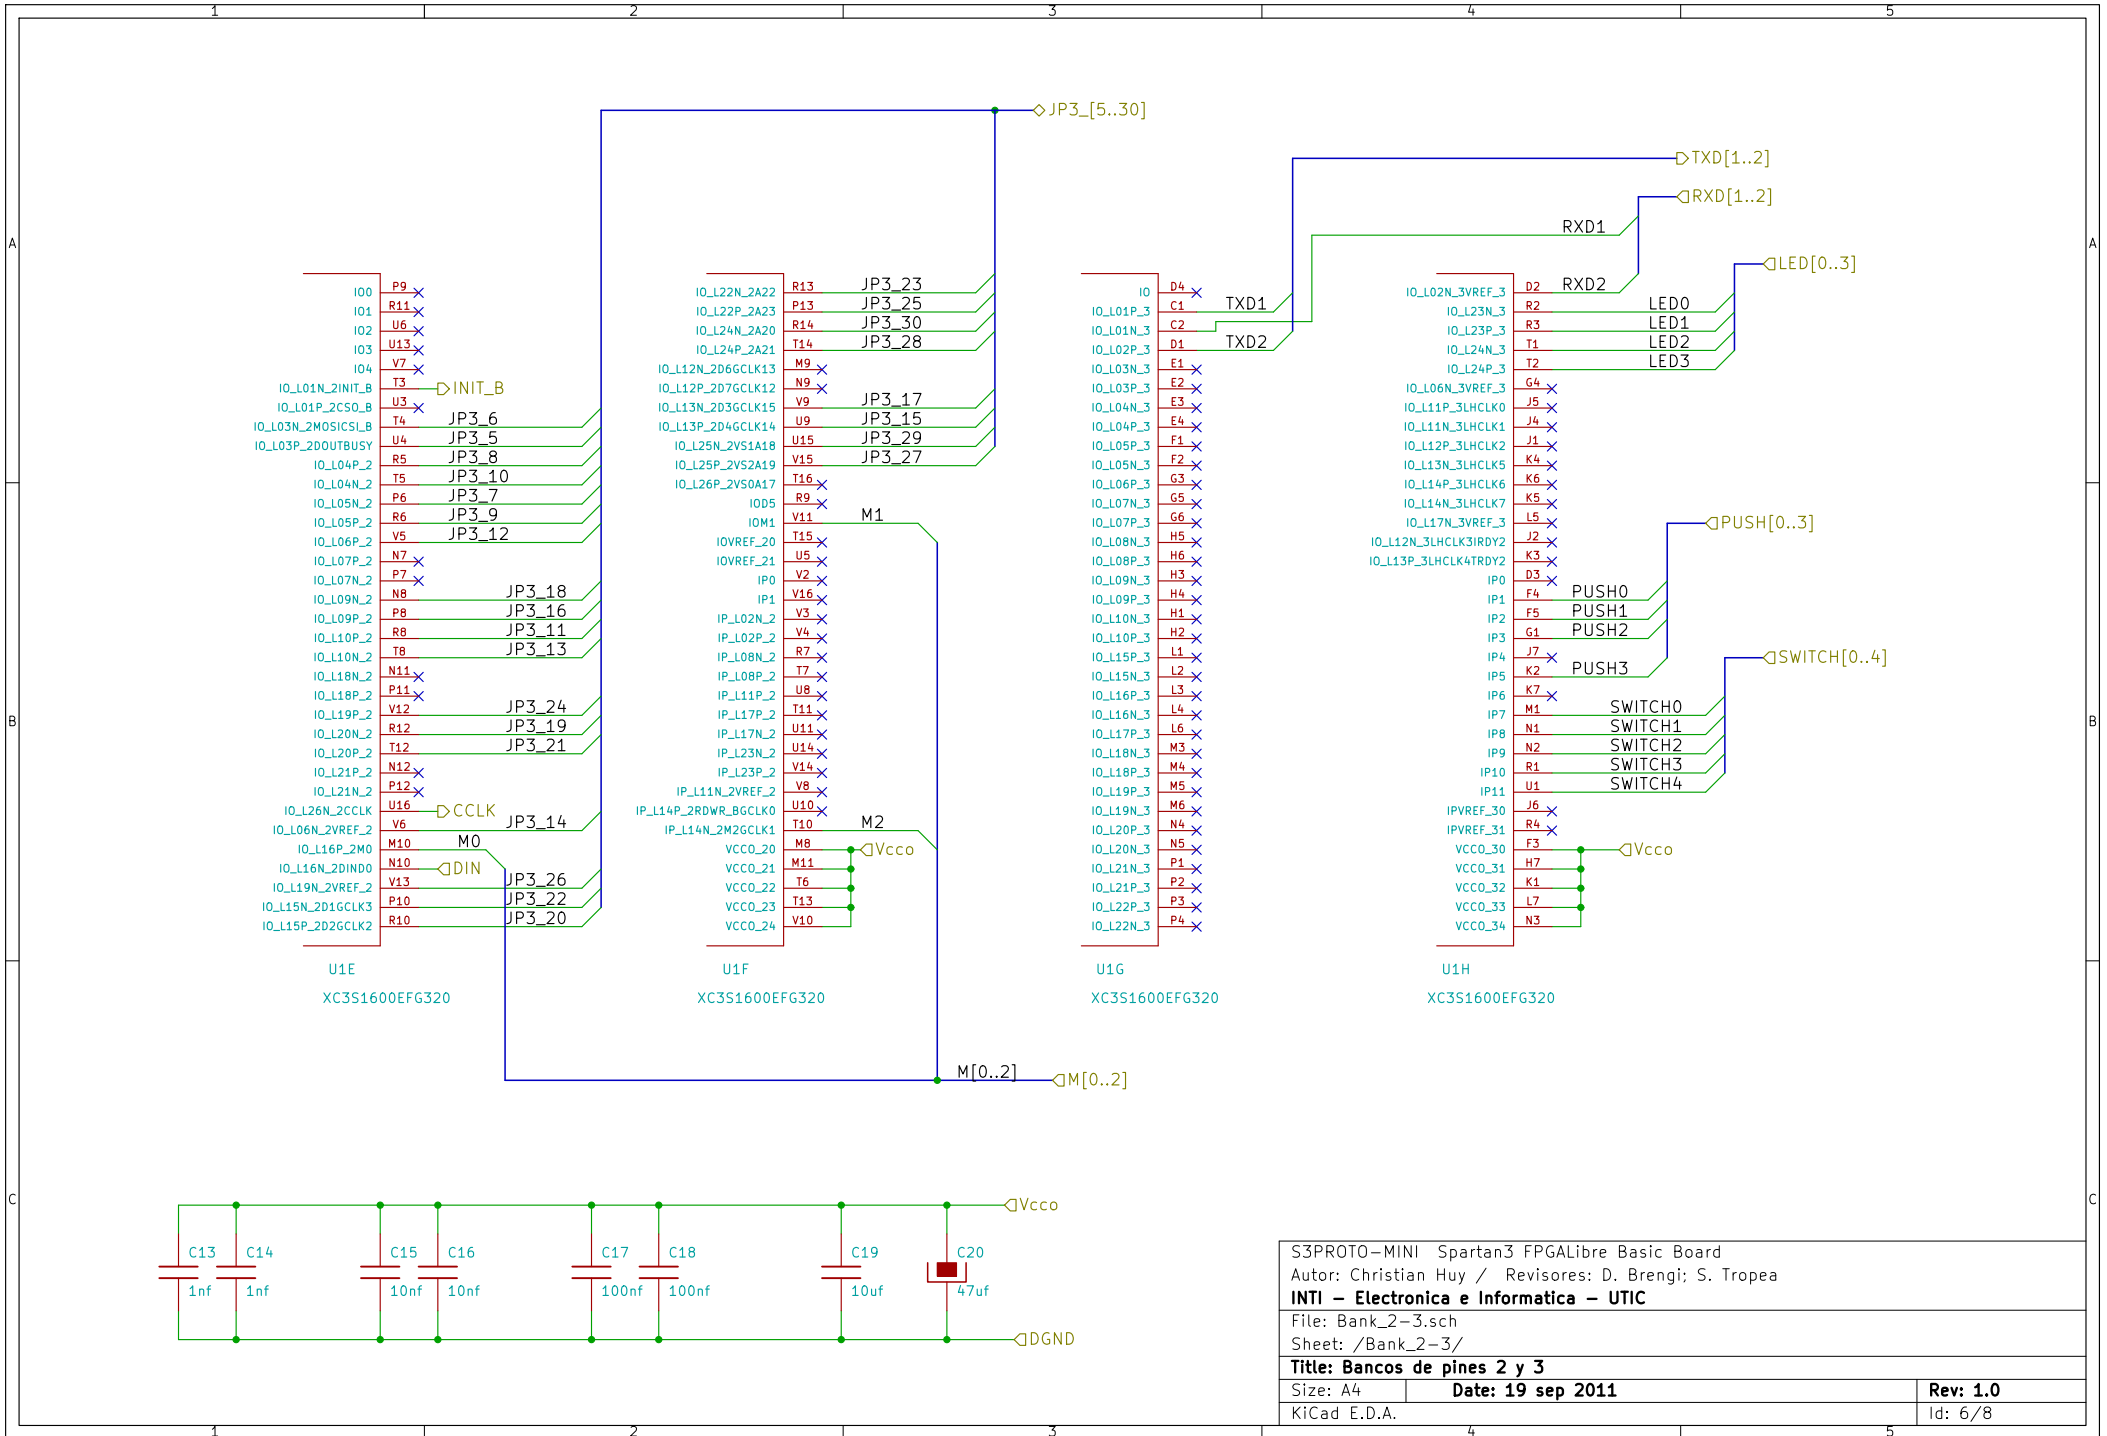 1 2 3 4 5
A A
B B
C C
JP3_[5..30]
TXD[1..2]
RXD[1..2]
RXD1
LED[0..3]
IO0 P9
IO1 R11
IO2 U6
IO3 U13
IO4 V7
IO_L01N_2INIT_B T3 INIT_B
IO_L01P_2CSO_B U3
IO_L03N_2MOSICSI_B T4 JP3_6
IO_L03P_2DOUTBUSY U4 JP3_5
IO_L04P_2 R5 JP3_8
IO_L04N_2 T5 JP3_10
IO_L05N_2 P6 JP3_7
IO_L05P_2 R6 JP3_9
IO_L06P_2 V5 JP3_12
IO_L07P_2 N7
IO_L07N_2 P7
IO_L09N_2 N8 JP3_18
IO_L09P_2 P8 JP3_16
IO_L10P_2 R8 JP3_11
IO_L10N_2 T8 JP3_13
IO_L18N_2 N11
IO_L18P_2 P11
IO_L19P_2 V12 JP3_24
IO_L20N_2 R12 JP3_19
IO_L20P_2 T12 JP3_21
IO_L21P_2 N12
IO_L21N_2 P12
IO_L26N_2CCLK U16 CCLK
IO_L06N_2VREF_2 V6 JP3_14
IO_L16P_2M0 M10 M0
IO_L16N_2DIND0 N10 DIN
IO_L19N_2VREF_2 V13 JP3_26
IO_L15N_2D1GCLK3 P10 JP3_22
IO_L15P_2D2GCLK2 R10 JP3_20
U1E
XC3S1600EFG320
IO_L22N_2A22 R13 JP3_23
IO_L22P_2A23 P13 JP3_25
IO_L24N_2A20 R14 JP3_30
IO_L24P_2A21 T14 JP3_28
IO_L12N_2D6GCLK13 M9
IO_L12P_2D7GCLK12 N9
IO_L13N_2D3GCLK15 V9 JP3_17
IO_L13P_2D4GCLK14 U9 JP3_15
IO_L25N_2VS1A18 U15 JP3_29
IO_L25P_2VS2A19 V15 JP3_27
IO_L26P_2VS0A17 T16
IOD5 R9
IOM1 V11 M1
IOVREF_20 T15
IOVREF_21 U5
IP0 V2
IP1 V16
IP_L02N_2 V3
IP_L02P_2 V4
IP_L08N_2 R7
IP_L08P_2 T7
IP_L11P_2 U8
IP_L17P_2 T11
IP_L17N_2 U11
IP_L23N_2 U14
IP_L23P_2 V14
IP_L11N_2VREF_2 V8
IP_L14P_2RDWR_BGCLK0 U10
IP_L14N_2M2GCLK1 T10 M2
VCCO_20 M8 Vcco
VCCO_21 M11
VCCO_22 T6
VCCO_23 T13
VCCO_24 V10
U1F
XC3S1600EFG320
IO D4
IO_L01P_3 C1 TXD1
IO_L01N_3 C2
IO_L02P_3 D1 TXD2
IO_L03N_3 E1
IO_L03P_3 E2
IO_L04N_3 E3
IO_L04P_3 E4
IO_L05P_3 F1
IO_L05N_3 F2
IO_L06P_3 G3
IO_L07N_3 G5
IO_L07P_3 G6
IO_L08N_3 H5
IO_L08P_3 H6
IO_L09N_3 H3
IO_L09P_3 H4
IO_L10N_3 H1
IO_L10P_3 H2
IO_L15P_3 L1
IO_L15N_3 L2
IO_L16P_3 L3
IO_L16N_3 L4
IO_L17P_3 L6
IO_L18N_3 M3
IO_L18P_3 M4
IO_L19P_3 M5
IO_L19N_3 M6
IO_L20P_3 N4
IO_L20N_3 N5
IO_L21N_3 P1
IO_L21P_3 P2
IO_L22P_3 P3
IO_L22N_3 P4
U1G
XC3S1600EFG320
IO_L02N_3VREF_3 D2 RXD2
IO_L23N_3 R2 LED0
IO_L23P_3 R3 LED1
IO_L24N_3 T1 LED2
IO_L24P_3 T2 LED3
IO_L06N_3VREF_3 G4
IO_L11P_3LHCLK0 J5
IO_L11N_3LHCLK1 J4
IO_L12P_3LHCLK2 J1
IO_L13N_3LHCLK5 K4
IO_L14P_3LHCLK6 K6
IO_L14N_3LHCLK7 K5
IO_L17N_3VREF_3 L5 PUSH[0..3]
IO_L12N_3LHCLK3IRDY2 J2
IO_L13P_3LHCLK4TRDY2 K3
IP0 D3
IP1 F4 PUSH0
IP2 F5 PUSH1
IP3 G1 PUSH2
IP4 J7 SWITCH[0..4]
IP5 K2 PUSH3
IP6 K7
IP7 M1 SWITCH0
IP8 N1 SWITCH1
IP9 N2 SWITCH2
IP10 R1 SWITCH3
IP11 U1 SWITCH4
IPVREF_30 J6
IPVREF_31 R4
VCCO_30 F3 Vcco
VCCO_31 H7
VCCO_32 K1
VCCO_33 L7
VCCO_34 N3
U1H
XC3S1600EFG320
M[0..2] M[0..2]
Vcco
C13 C14 C15 C16 C17 C18 C19 C20
1nf 1nf 10nf 10nf 100nf 100nf 10uf 47uf
DGND
S3PROTO-MINI Spartan3 FPGALibre Basic Board
Autor: Christian Huy / Revisores: D. Brengi; S. Tropea
INTI - Electronica e Informatica - UTIC
File: Bank_2-3.sch
Sheet: /Bank_2-3/
Title: Bancos de pines 2 y 3
Size: A4 Date: 19 sep 2011 Rev: 1.0
KiCad E.D.A. Id: 6/8
1 2 3 4 5